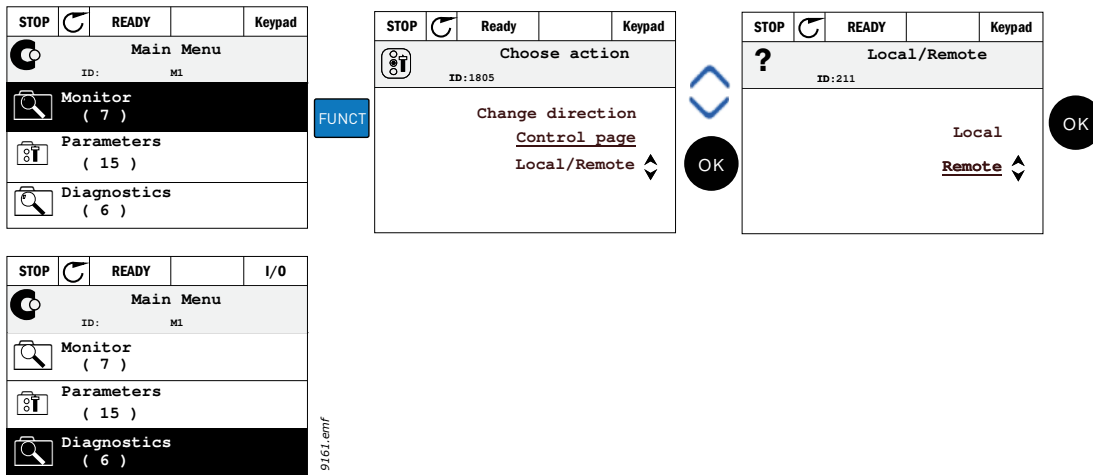 STOP READY Keypad
Main Menu
ID: M1
Monitor
( 7 )
Parameters
( 15 )
Diagnostics
( 6 )
FUNCT
STOP Ready Keypad
Choose action
ID:1805
Change direction
Control page
Local/Remote
OK
STOP READY Keypad
Local/Remote
ID:211
Local
Remote
OK
STOP READY I/O
Main Menu
ID: M1
Monitor
( 7 )
Parameters
( 15 )
Diagnostics
( 6 )
9161.emf